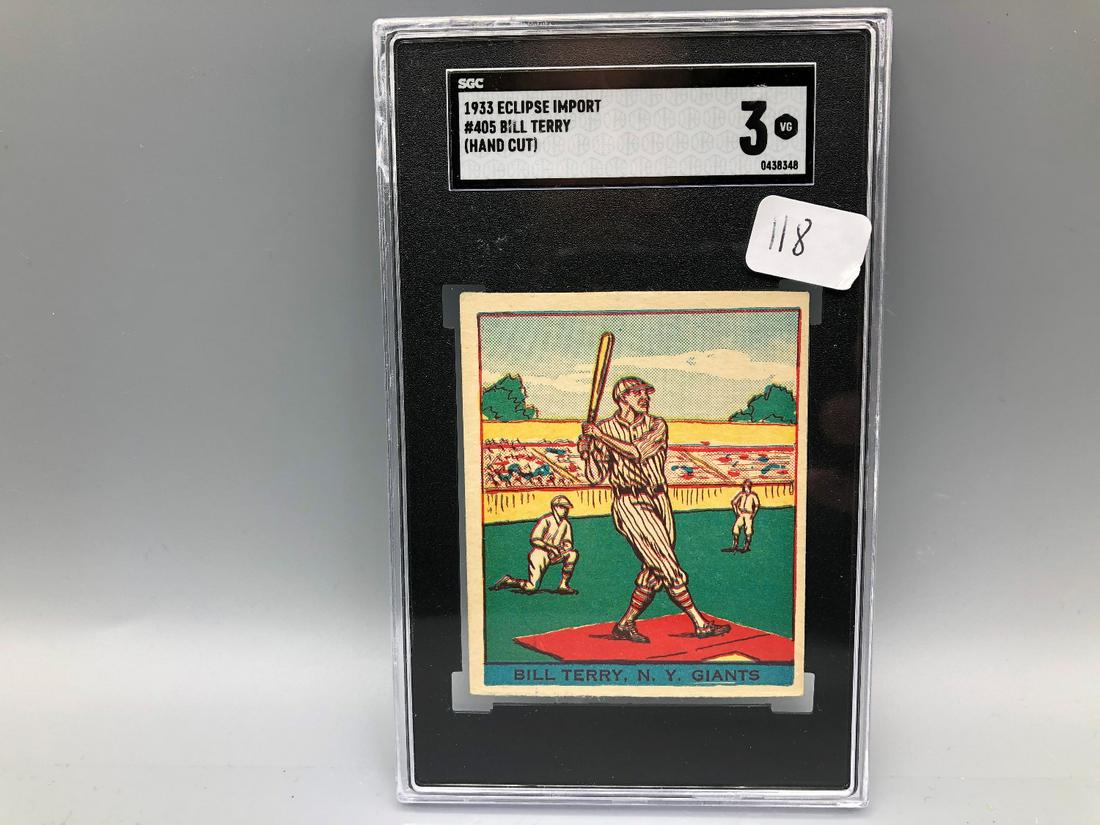 SGC
1933 ECLIPSE IMPORT
#405 BILL TERRY
(HAND CUT)
3 VG
0438348
118
BILL TERRY, N. Y. GIANTS